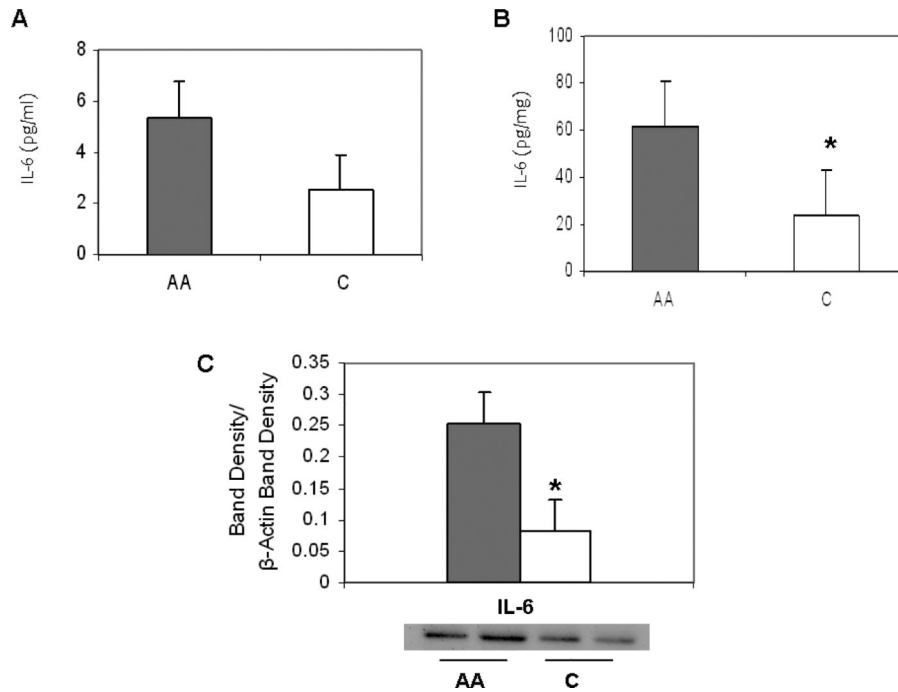 A
IL-6 (pg/ml)
8
6
4
2
0
AA
C
B
IL-6 (pg/mg)
100
80
60
40
20
0
*
AA
C
C
Band Density/
β-Actin Band Density
0.35
0.3
0.25
0.2
0.15
0.1
0.05
0
*
IL-6
AA
C